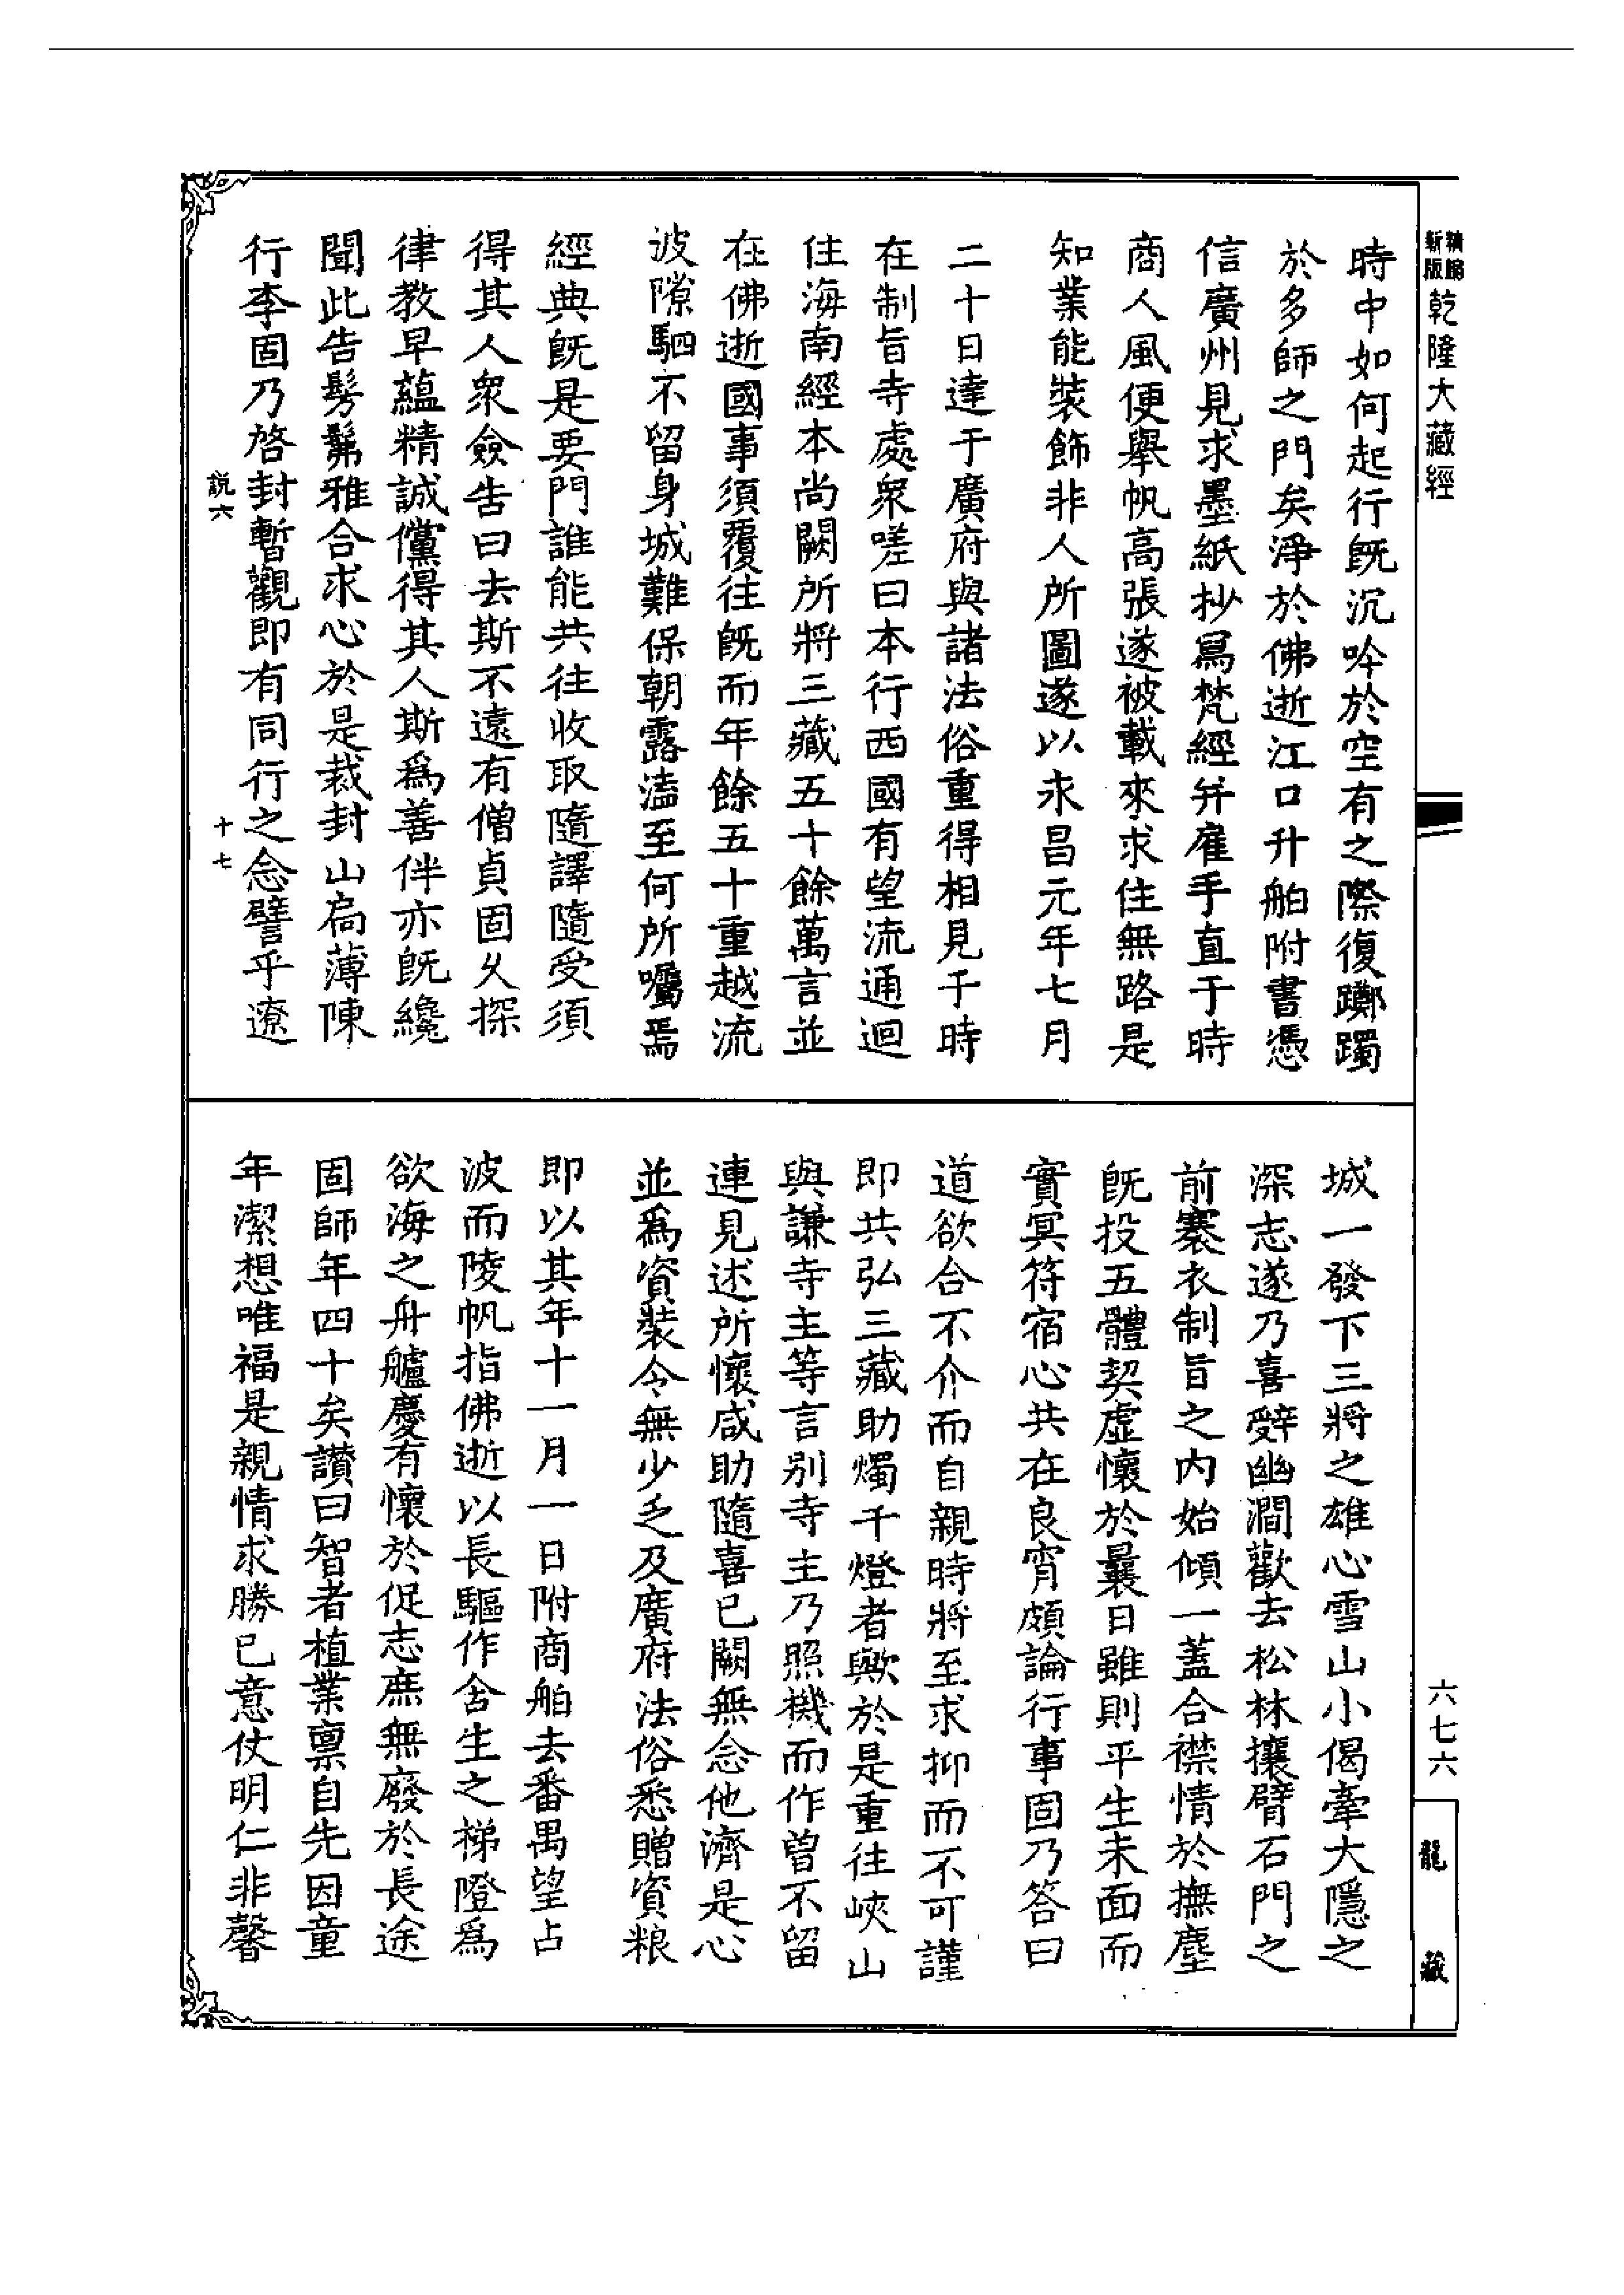 精縮新版乾隆大藏經
時中如何起行旣沉吟於空有之際復躑躅
於多師之門矣淨於佛逝江口升舶附書憑
信廣州見求墨紙抄寫梵經并雇手直于時
商人風便舉帆高張遂被載來求住無路是
知業能裝飾非人所圖遂以永昌元年七月
二十日達于廣府與諸法俗重得相見于時
在制旨寺處衆嗟曰本行西國有望流通迴
住海南經本尚闕所將三藏五十餘萬言並
在佛逝國事須覆往旣而年餘五十重越流
波隙駟不留身城難保朝露溘至何所囑焉
經典旣是要門誰能共往收取隨譯隨受須
得其人衆僉告曰去斯不遠有僧貞固久探
律教早蘊精誠儻得其人斯爲善伴亦旣纔
聞此告髣髴雅合求心於是裁封山扄薄陳
行李固乃啓封暫觀即有同行之念譬乎遼
説六 十七
城一發下三將之雄心雪山小偈牽大隱之
深志遂乃喜辭幽澗歡去松林攘臂石門之
前褰衣制旨之內始傾一蓋合襟情於撫塵
旣投五體契虛懷於曩日雖則平生未面而
實冥符宿心共在良宵頗論行事固乃答曰
道欲合不介而自親時將至求抑而不可謹
即共弘三藏助燭千燈者歟於是重往峽山
與謙寺主等言别寺主乃照機而作曾不留
連見述所懷咸助隨喜已闕無念他濟是心
並爲資裝令無少乏及廣府法俗悉贈資粮
即以其年十一月一日附商舶去番禺望占
波而陵帆指佛逝以長驅作含生之梯隥爲
欲海之舟艫慶有懷於促志庶無廢於長途
固師年四十矣讚曰智者植業禀自先因童
年潔想唯福是親情求勝已意仗明仁非馨
六七六
龍藏